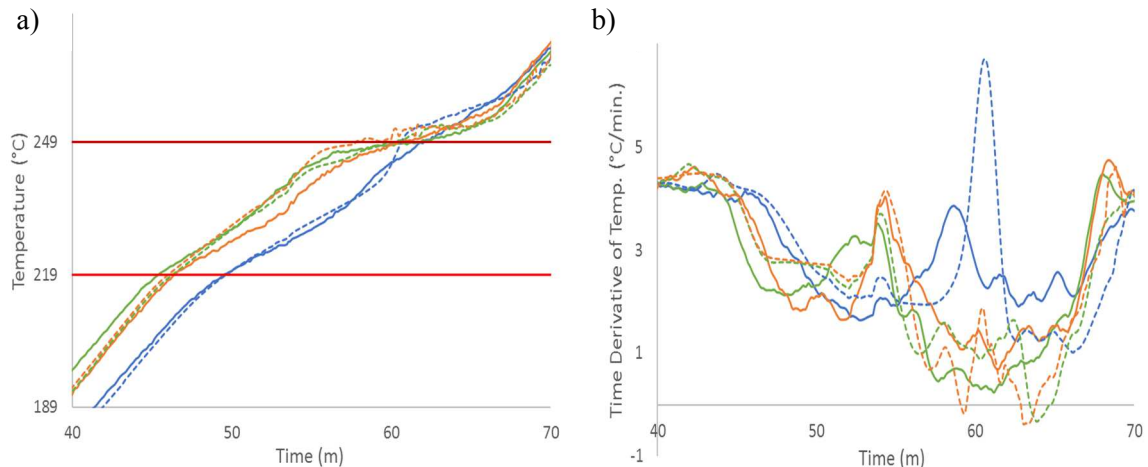 a)
Temperature (°C)
249
219
189
40
50
60
70
Time (m)
b)
Time Derivative of Temp. (°C/min.)
5
3
1
-1
40
50
60
70
Time (m)